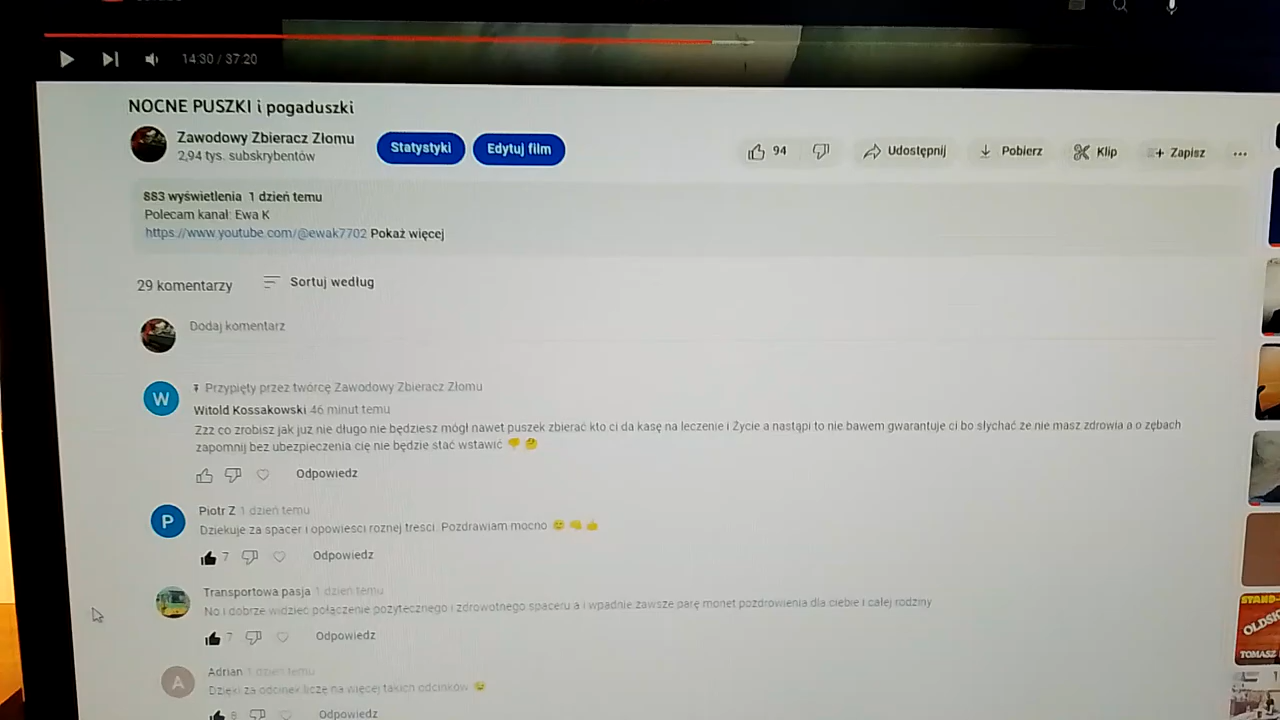 14:30 / 37:20
NOCNE PUSZKI i pogaduszki
Zawodowy Zbieracz Złomu
2,94 tys. subskrybentów
Statystyki
Edytuj film
94
Udostępnij
Pobierz
Klip
Zapisz
883 wyświetlenia 1 dzień temu
Polecam kanał: Ewa K
https://www.youtube.com/@ewak7702 Pokaż więcej
29 komentarzy
Sortuj według
Dodaj komentarz
W
Przypięty przez twórcę Zawodowy Zbieracz Złomu
Witold Kossakowski 46 minut temu
Zzz co zrobisz jak już nie długo nie będziesz mógł nawet puszek zbierać kto ci da kasę na leczenie i Życie a nastąpi to nie bawem gwarantuje ci bo słychać że nie masz zdrowia a o zębach
zapomnij bez ubezpieczenia cię nie będzie stać wstawić 👎 🤔
Odpowiedz
P
Piotr Z 1 dzień temu
Dziekuje za spacer i opowiesci roznej tresci. Pozdrawiam mocno
7
Odpowiedz
Transportowa pasja 1 dzień temu
No i dobrze widzieć połączenie pożytecznego i zdrowotnego spaceru a i wpadnie zawsze parę monet pozdrowienia dla ciebie i całej rodziny
7
Odpowiedz
A
Adrian 1 dzień temu
Dzięki za odcinek liczę na więcej takich odcinków
6
Odpowiedz
STAND-
OLDSK
TOMASZ